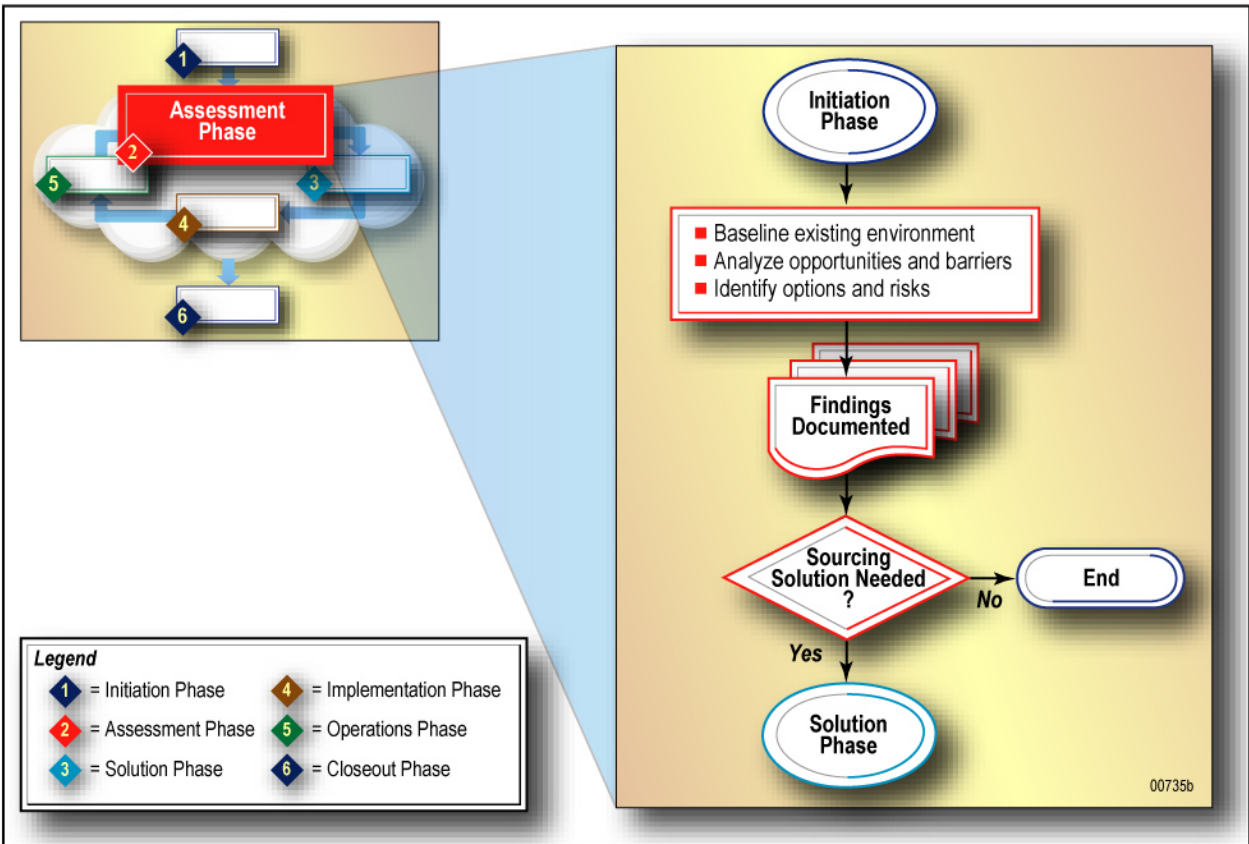 1
Assessment
Phase
2
5
3
4
6
Initiation
Phase
Baseline existing environment
Analyze opportunities and barriers
Identify options and risks
Findings
Documented
Sourcing
Solution Needed
?
No
End
Yes
Solution
Phase
00735b
Legend
1 = Initiation Phase
2 = Assessment Phase
3 = Solution Phase
4 = Implementation Phase
5 = Operations Phase
6 = Closeout Phase